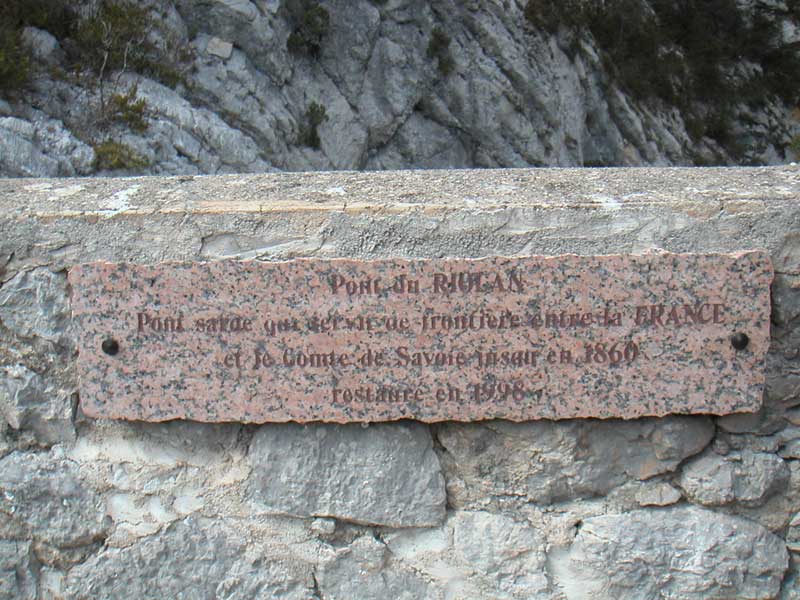 Pont du RIOLAN
Pont sarde qui servit de frontière entre la FRANCE
et le Comté de Savoie jusqu'en 1860
restauré en 1998